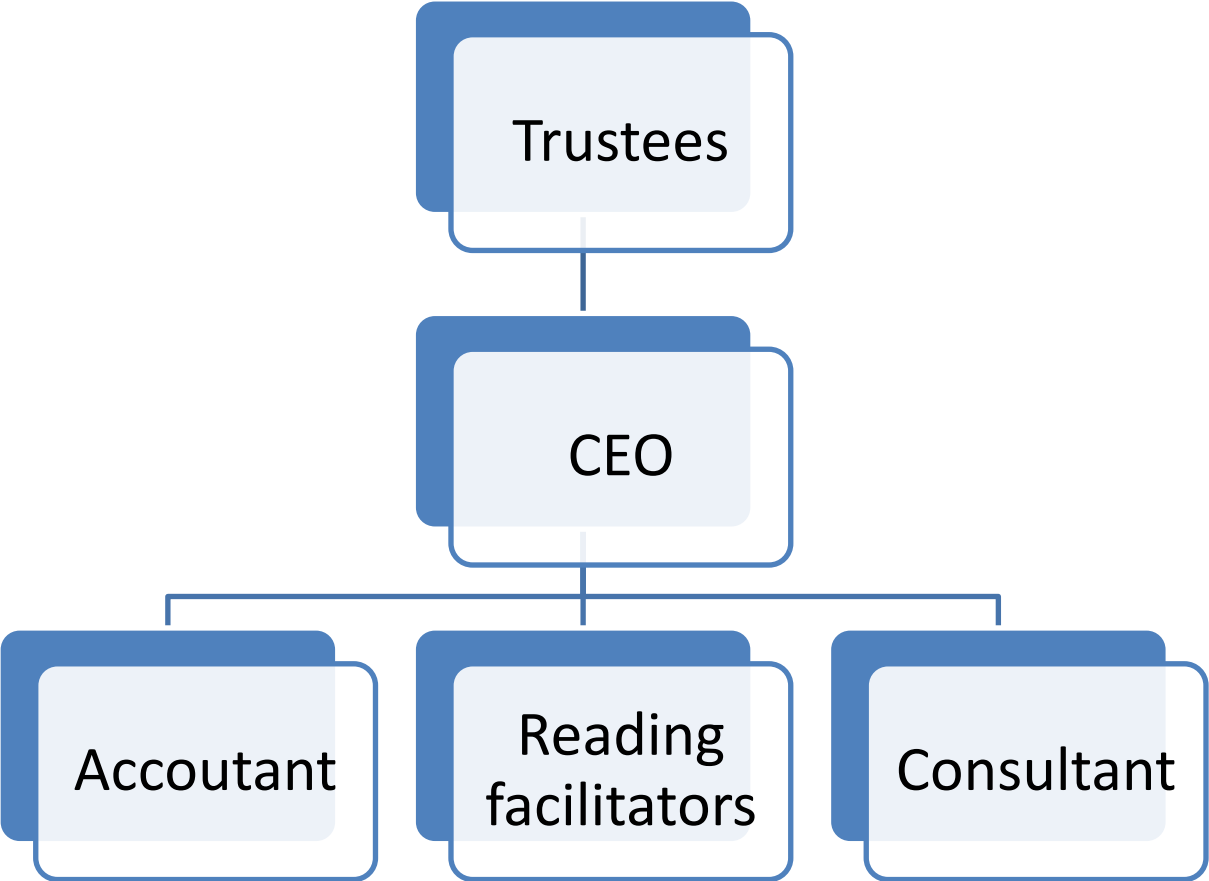 Trustees
CEO
Accoutant
Reading
facilitators
Consultant